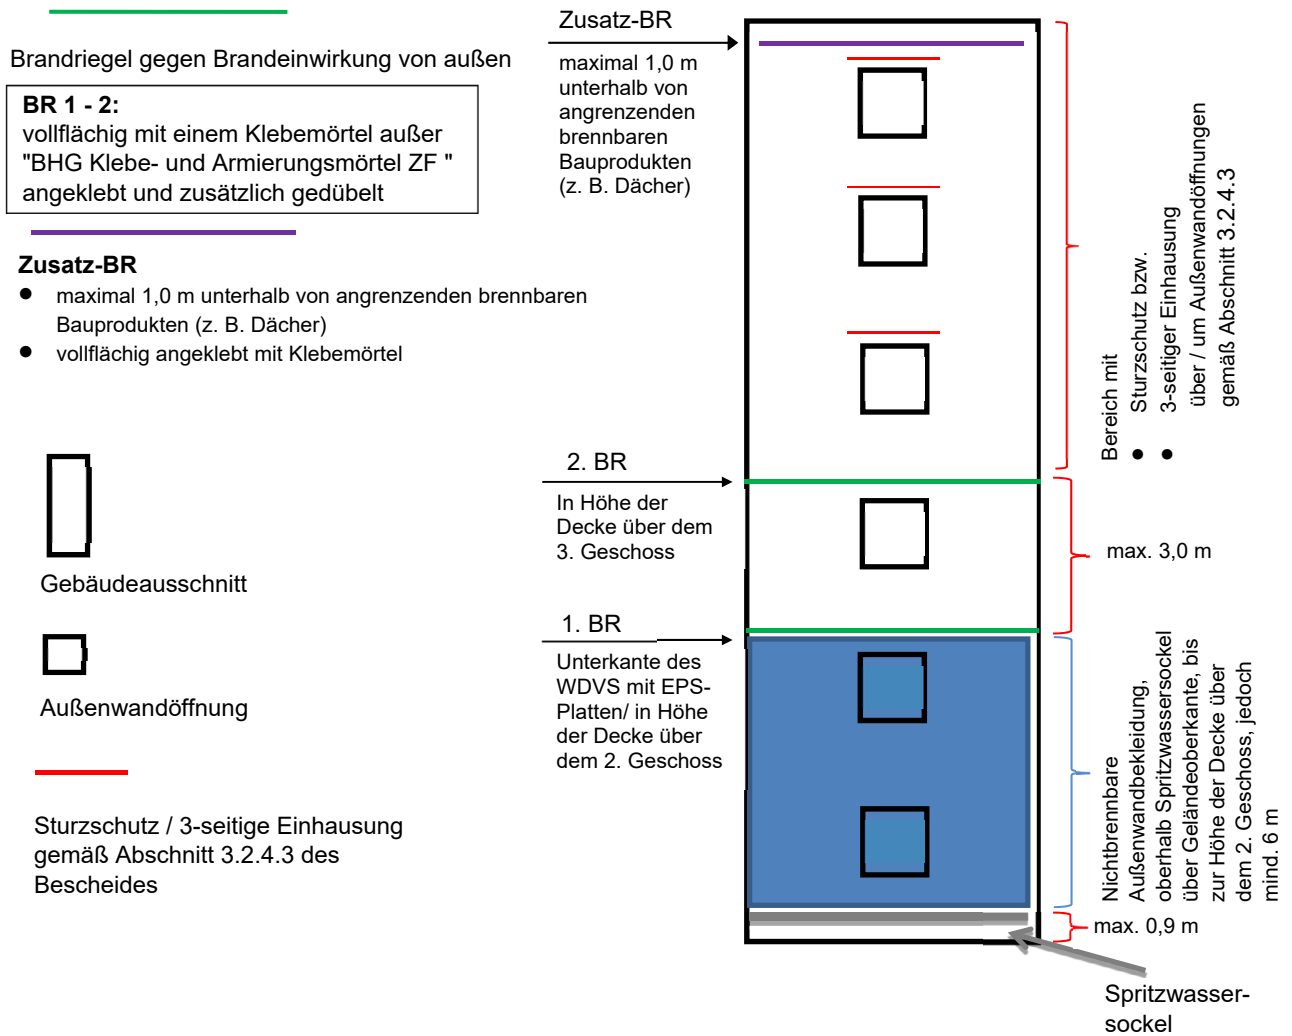 Brandriegel gegen Brandeinwirkung von außen
BR 1 - 2:
vollflächig mit einem Klebemörtel außer
"BHG Klebe- und Armierungsmörtel ZF "
angeklebt und zusätzlich gedübelt
Zusatz-BR
● maximal 1,0 m unterhalb von angrenzenden brennbaren
Bauprodukten (z. B. Dächer)
● vollflächig angeklebt mit Klebemörtel
Gebäudeausschnitt
Außenwandöffnung
Sturzschutz / 3-seitige Einhausung
gemäß Abschnitt 3.2.4.3 des
Bescheides
Zusatz-BR
maximal 1,0 m
unterhalb von
angrenzenden
brennbaren
Bauprodukten
(z. B. Dächer)
2. BR
In Höhe der
Decke über dem
3. Geschoss
1. BR
Unterkante des
WDVS mit EPS-
Platten/ in Höhe
der Decke über
dem 2. Geschoss
Bereich mit
● Sturzschutz bzw.
● 3-seitiger Einhausung
über / um Außenwandöffnungen
gemäß Abschnitt 3.2.4.3
max. 3,0 m
Nichtbrennbare
Außenwandbekleidung,
oberhalb Spritzwassersockel
über Geländeoberkante, bis
zur Höhe der Decke über
dem 2. Geschoss, jedoch
mind. 6 m
max. 0,9 m
Spritzwasser-
sockel